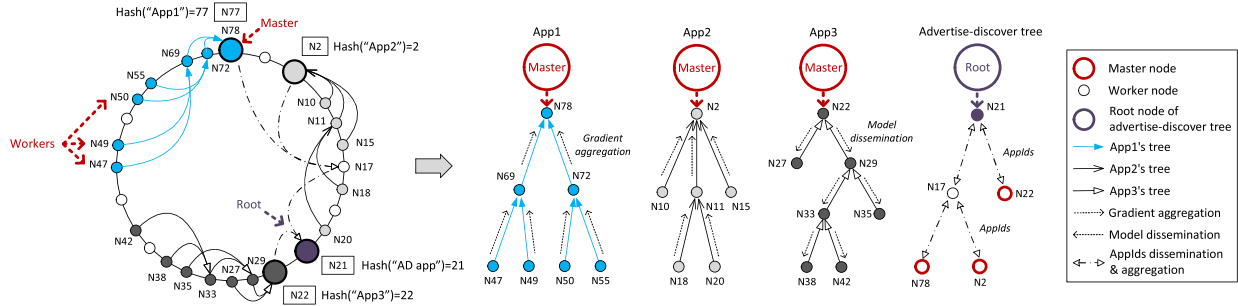 Hash("App1")=77
N77
N78
Master
N2
Hash("App2")=2
N69
N72
N55
N50
N10
N11
Workers
N49
N15
N47
N17
N18
Root
N42
N20
N38
N35
N33
N27
N29
N21
Hash("AD app")=21
N22
Hash("App3")=22
App1
Master
N78
Gradient
aggregation
N69
N72
N47
N49
N50
N55
App2
Master
N2
N10
N11
N15
N18
N20
App3
Master
N22
Model
dissemination
N27
N29
N33
N35
N38
N42
Advertise-discover tree
Root
N21
AppIds
N17
N22
AppIds
N78
N2
Master node
Worker node
Root node of
advertise-discover tree
App1's tree
App2's tree
App3's tree
Gradient aggregation
Model dissemination
AppIds dissemination
& aggregation